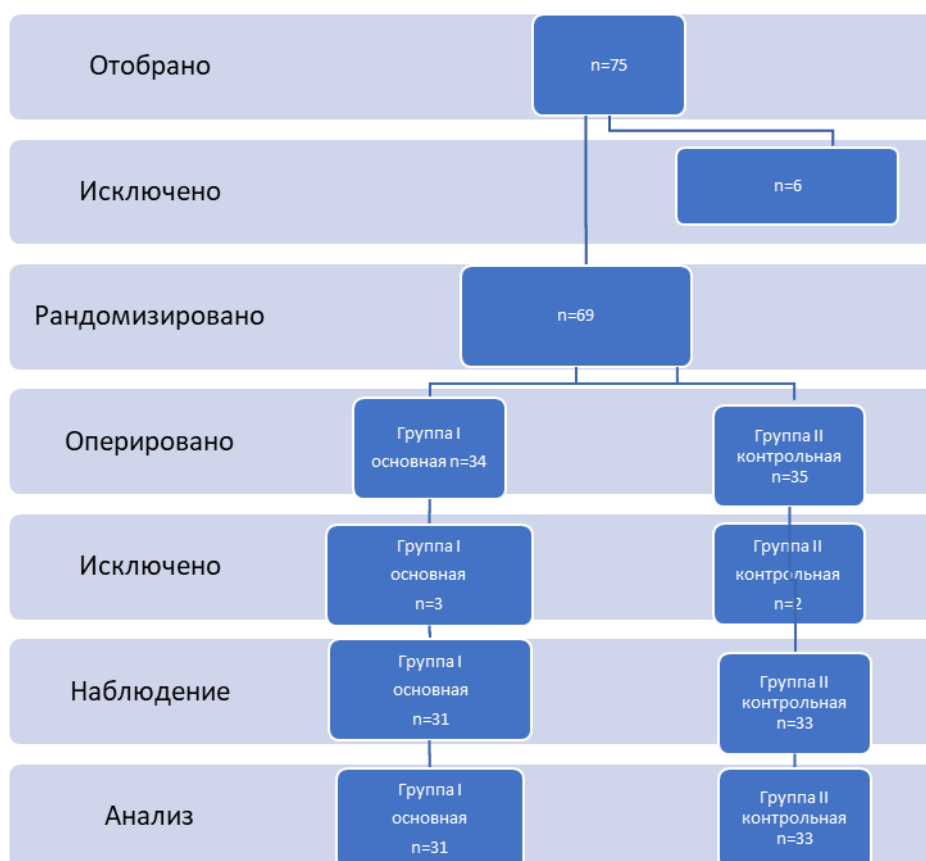 Отобрано
n=75
Исключено
n=6
Рандомизировано
n=69
Оперировано
Группа I
основная n=34
Группа II
контрольная
n=35
Исключено
Группа I
основная
n=3
Группа II
контрольная
n=2
Наблюдение
Группа I
основная
n=31
Группа II
контрольная
n=33
Анализ
Группа I
основная
n=31
Группа II
контрольная
n=33